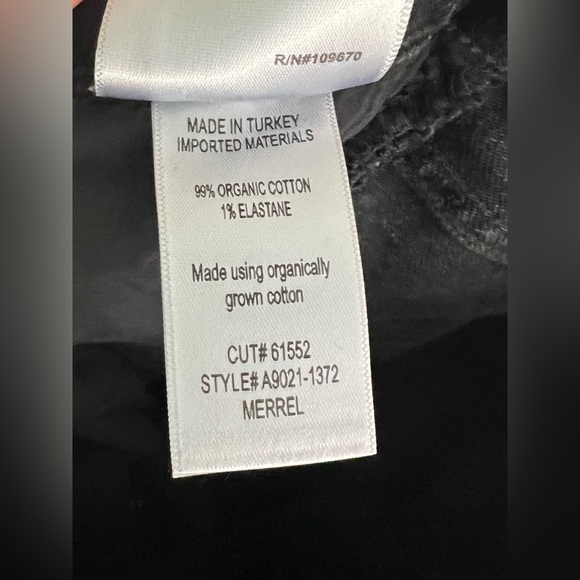 R/N#109670
MADE IN TURKEY
IMPORTED MATERIALS
99% ORGANIC COTTON
1% ELASTANE
Made using organically
grown cotton
CUT# 61552
STYLE# A9021-1372
MERREL